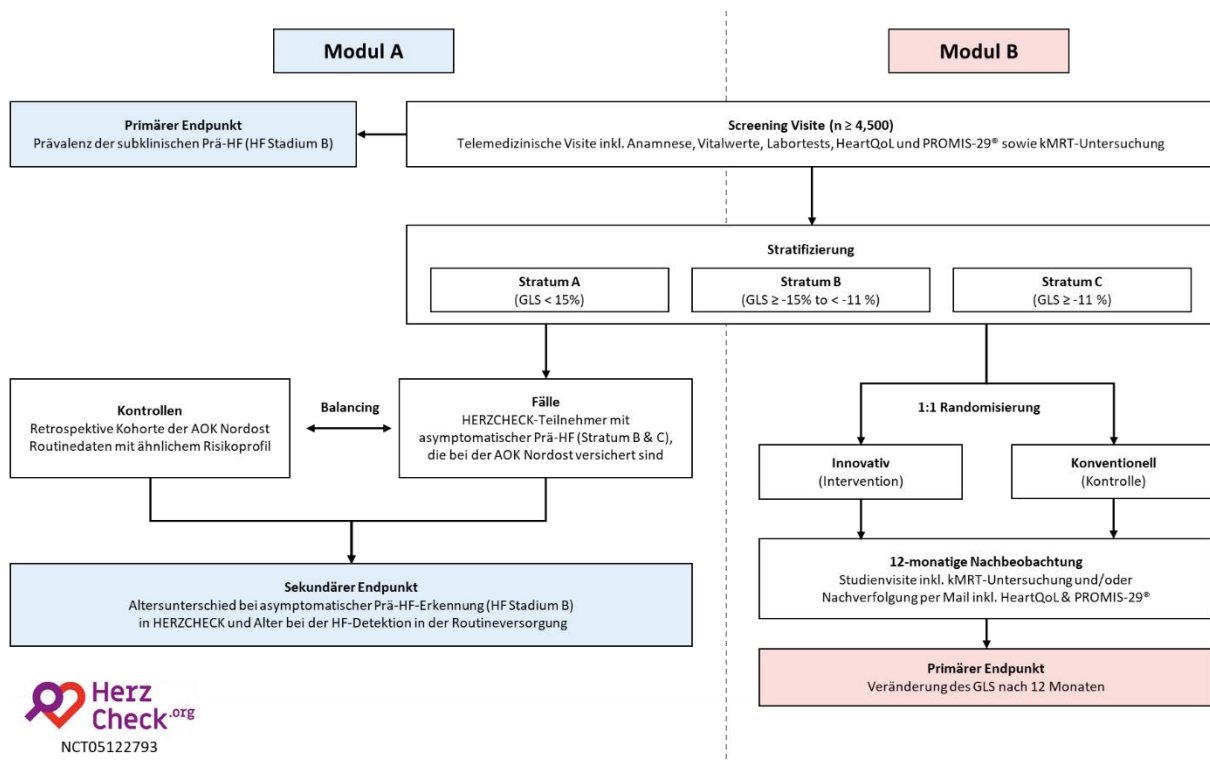 Modul A
Modul B
Primärer Endpunkt
Prävalenz der subklinischen Prä-HF (HF Stadium B)
Screening Visite (n ≥ 4,500)
Telemedizinische Visite inkl. Anamnese, Vitalwerte, Labortests, HeartQoL und PROMIS-29® sowie kMRT-Untersuchung
Stratifizierung
Stratum A
(GLS < 15%)
Stratum B
(GLS ≥ -15% to < -11 %)
Stratum C
(GLS ≥ -11 %)
Kontrollen
Retrospektive Kohorte der AOK Nordost
Routinedaten mit ähnlichem Risikoprofil
Balancing
Fälle
HERZCHECK-Teilnehmer mit
asymptomatischer Prä-HF (Stratum B & C),
die bei der AOK Nordost versichert sind
1:1 Randomisierung
Innovativ
(Intervention)
Konventionell
(Kontrolle)
12-monatige Nachbeobachtung
Studienvisite inkl. kMRT-Untersuchung und/oder
Nachverfolgung per Mail inkl. HeartQoL & PROMIS-29®
Sekundärer Endpunkt
Altersunterschied bei asymptomatischer Prä-HF-Erkennung (HF Stadium B)
in HERZCHECK und Alter bei der HF-Detektion in der Routineversorgung
Primärer Endpunkt
Veränderung des GLS nach 12 Monaten
Herz
Check.org
NCT05122793